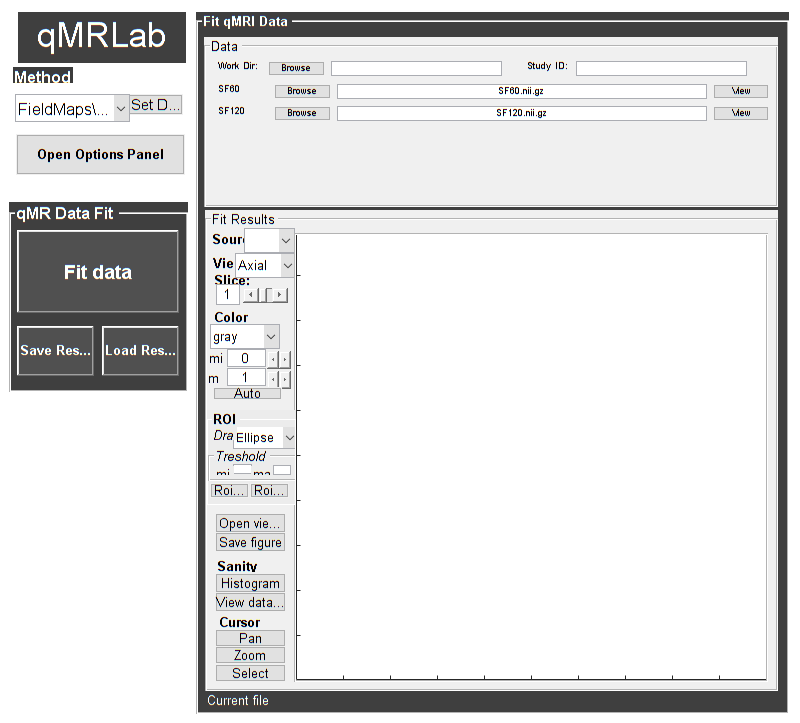 qMRLab
Method
FieldMaps\...
Set D...
Open Options Panel
qMR Data Fit
Fit data
Save Res...
Load Res...
Fit qMRI Data
Data
Work Dir:
Browse
Study ID:
SF60
Browse
SF60.nii.gz
View
SF120
Browse
SF120.nii.gz
View
Fit Results
Sour
Vie
Axial
Slice:
1
Color
gray
mi
0
m
1
Auto
ROI
Dra
Ellipse
Treshold
mi
ma
Roi...
Roi...
Open vie...
Save figure
Sanity
Histogram
View data...
Cursor
Pan
Zoom
Select
Current file